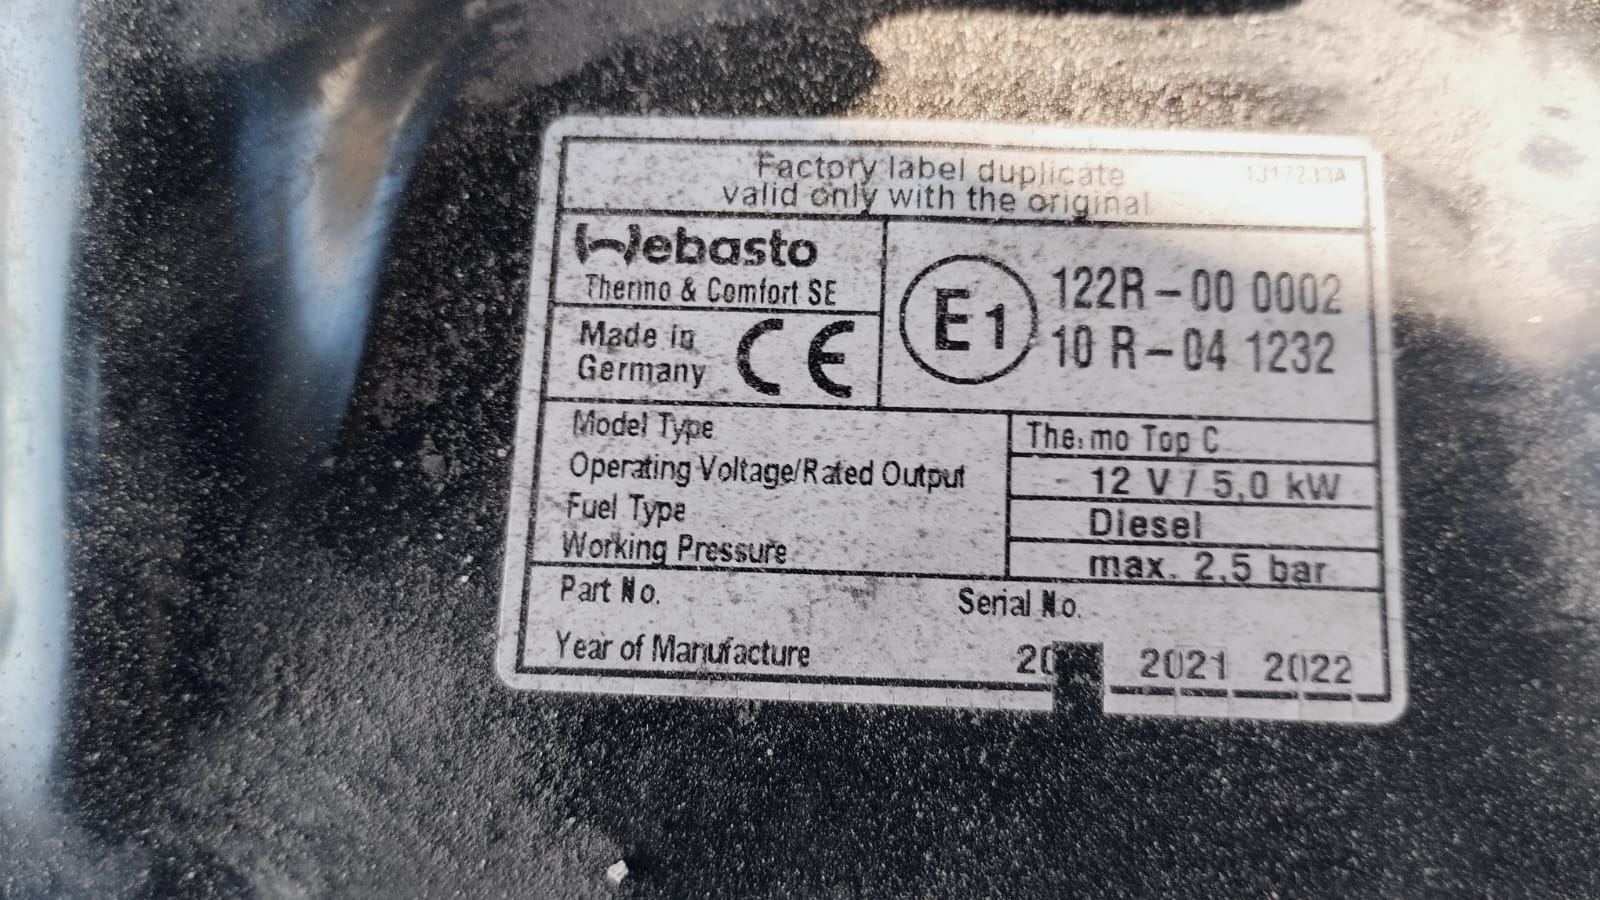 Factory label duplicate
valid only with the original
1317233A
Webasto
Thermo & Comfort SE
Made in
Germany
CE
E1
122R-00 0002
10 R-04 1232
Model Type
Thermo Top C
Operating Voltage/Rated Output
12 V / 5,0 kW
Fuel Type
Diesel
Working Pressure
max. 2,5 bar
Part No.
Serial No.
Year of Manufacture
2021 2022